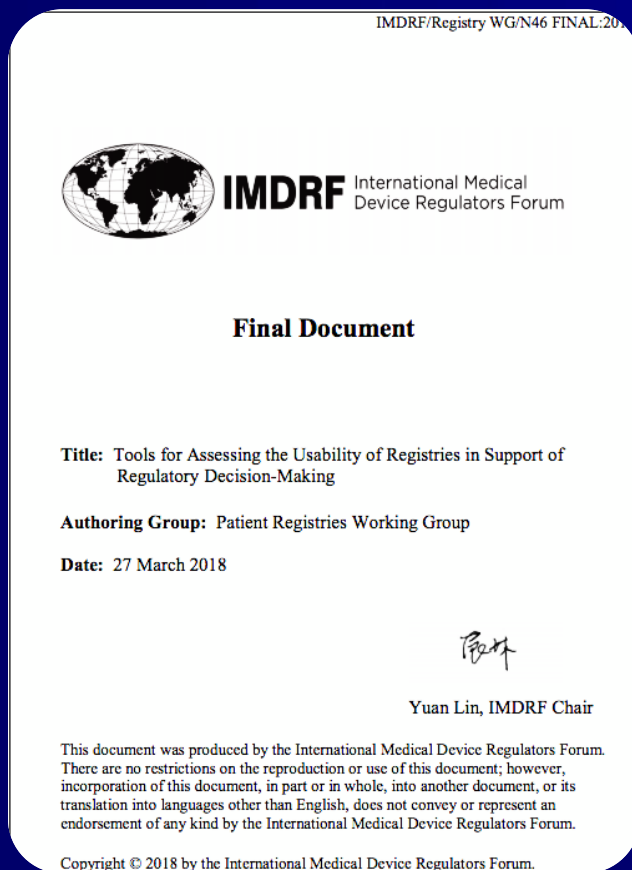 IMDRF/Registry WG/N46 FINAL:201
IMDRF International Medical
Device Regulators Forum
Final Document
Title: Tools for Assessing the Usability of Registries in Support of
Regulatory Decision-Making
Authoring Group: Patient Registries Working Group
Date: 27 March 2018
Yuan Lin, IMDRF Chair
This document was produced by the International Medical Device Regulators Forum.
There are no restrictions on the reproduction or use of this document; however,
incorporation of this document, in part or in whole, into another document, or its
translation into languages other than English, does not convey or represent an
endorsement of any kind by the International Medical Device Regulators Forum.
Copyright © 2018 by the International Medical Device Regulators Forum.